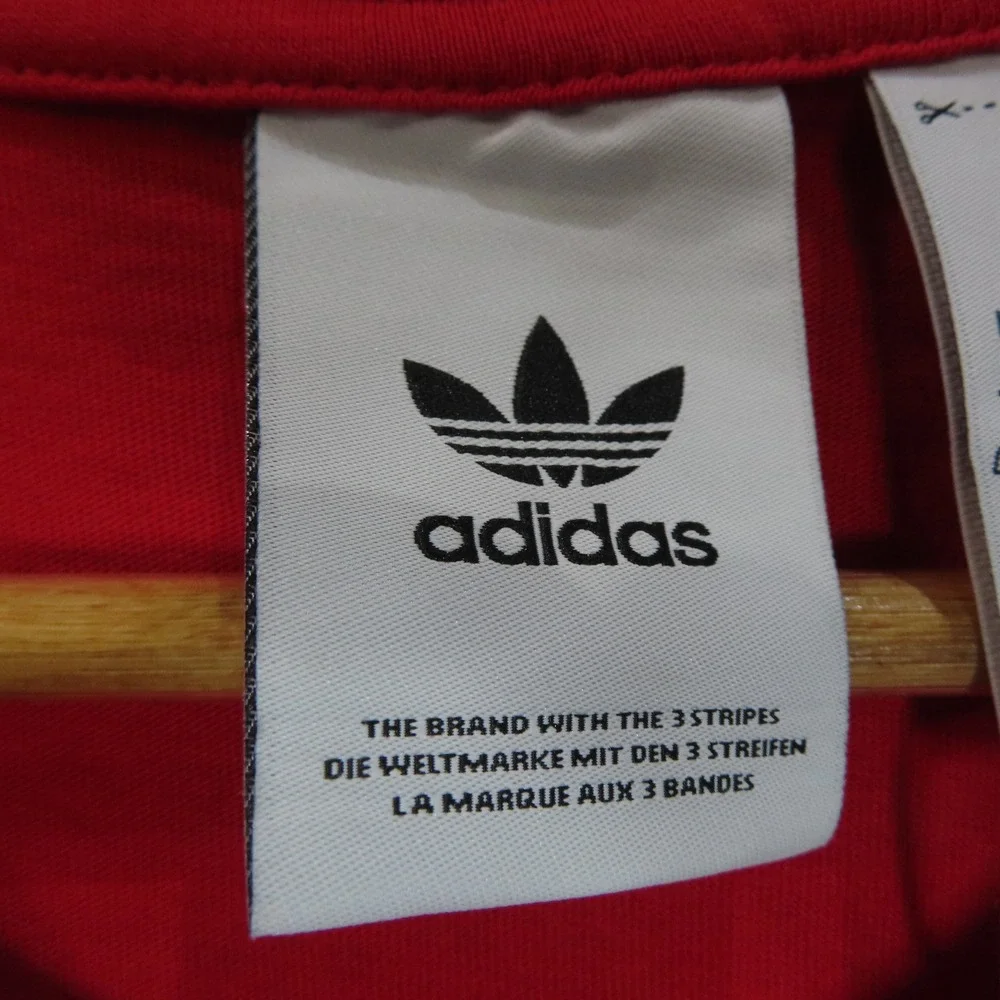 adidas
THE BRAND WITH THE 3 STRIPES
DIE WELTMARKE MIT DEN 3 STREIFEN
LA MARQUE AUX 3 BANDES